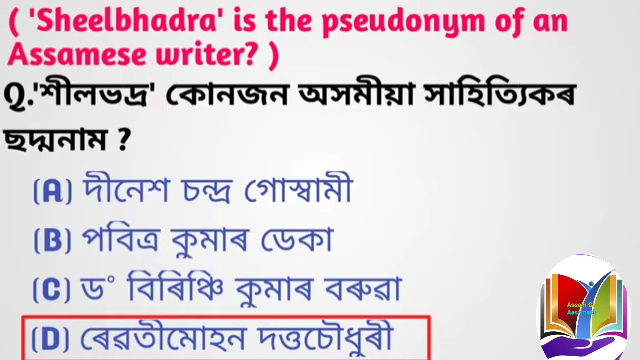 ( 'Sheelbhadra' is the pseudonym of an
Assamese writer? )
Q.'শীলভদ্ৰ' কোনজন অসমীয়া সাহিত্যিকৰ
ছদ্মনাম ?
(A) দীনেশ চন্দ্ৰ গোস্বামী
(B) পবিত্ৰ কুমাৰ ডেকা
(C) ড° বিৰিঞ্চি কুমাৰ বৰুৱা
(D) ৰেৱতীমোহন দত্তচৌধুৰী